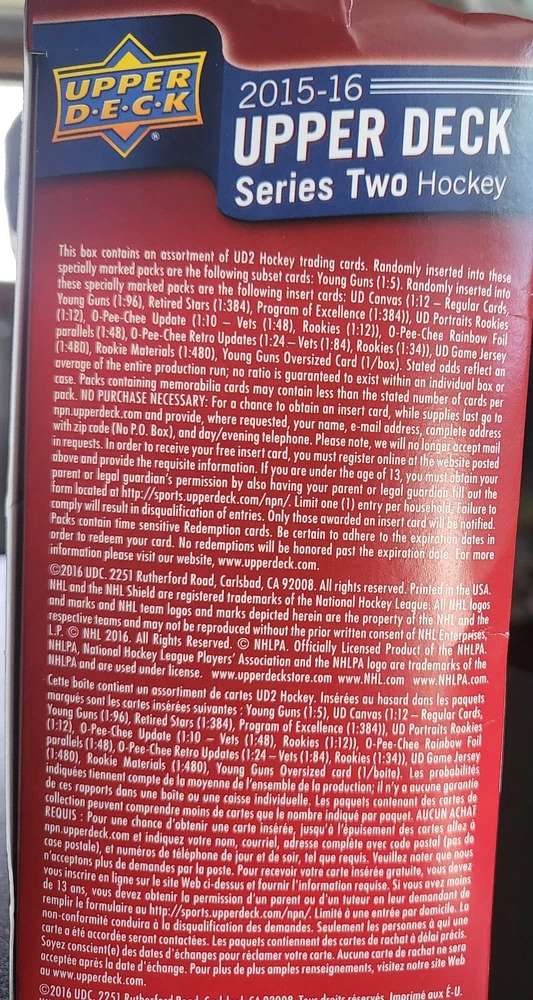 UPPER
D·E·C·K
®
2015-16
UPPER DECK
Series Two Hockey
This box contains an assortment of UD2 Hockey trading cards. Randomly inserted into these
specially marked packs are the following subset cards: Young Guns (1:5). Randomly inserted into
these specially marked packs are the following insert cards: UD Canvas (1:12 – Regular Cards,
Young Guns (1:96), Retired Stars (1:384), Program of Excellence (1:384)), UD Portraits Rookies
(1:12), O-Pee-Chee Update (1:10 – Vets (1:48), Rookies (1:12)), O-Pee-Chee Rainbow Foil
parallels (1:48), O-Pee-Chee Retro Updates (1:24 – Vets (1:84), Rookies (1:34)), UD Game Jersey
(1:480), Rookie Materials (1:480), Young Guns Oversized Card (1/box). Stated odds reflect an
average of the entire production run; no ratio is guaranteed to exist within an individual box or
case. Packs containing memorabilia cards may contain less than the stated number of cards per
pack. NO PURCHASE NECESSARY: For a chance to obtain an insert card, while supplies last go to
npn.upperdeck.com and provide, where requested, your name, e-mail address, complete address
with zip code (No P.O. Box), and day/evening telephone. Please note, we will no longer accept mail
in requests. In order to receive your free insert card, you must register online at the website posted
above and provide the requisite information. If you are under the age of 13, you must obtain your
parent or legal guardian's permission by also having your parent or legal guardian fill out the
form located at http://sports.upperdeck.com/npn/. Limit one (1) entry per household. Failure to
comply will result in disqualification of entries. Only those awarded an insert card will be notified.
Packs contain time sensitive Redemption cards. Be certain to adhere to the expiration dates in
order to redeem your card. No redemptions will be honored past the expiration date. For more
information please visit our website, www.upperdeck.com.
©2016 UDC. 2251 Rutherford Road, Carlsbad, CA 92008. All rights reserved. Printed in the USA.
NHL and the NHL Shield are registered trademarks of the National Hockey League. All NHL logos
and marks and NHL team logos and marks depicted herein are the property of the NHL and the
respective teams and may not be reproduced without the prior written consent of NHL Enterprises,
L.P. © NHL 2016. All Rights Reserved. © NHLPA. Officially Licensed Product of the NHLPA.
NHLPA, National Hockey League Players' Association and the NHLPA logo are trademarks of the
NHLPA and are used under license. www.upperdeckstore.com www.NHL.com www.NHLPA.com.
Cette boîte contient un assortiment de cartes UD2 Hockey. Insérées au hasard dans les paquets
marqués sont les cartes insérées suivantes : Young Guns (1:5), UD Canvas (1:12 – Regular Cards,
Young Guns (1:96), Retired Stars (1:384), Program of Excellence (1:384)), UD Portraits Rookies
(1:12), O-Pee-Chee Update (1:10 – Vets (1:48), Rookies (1:12)), O-Pee-Chee Rainbow Foil
parallels (1:48), O-Pee-Chee Retro Updates (1:24 – Vets (1:84), Rookies (1:34)), UD Game Jersey
(1:480), Rookie Materials (1:480), Young Guns Oversized card (1/boite). Les probabilités
indiquées tiennent compte de la moyenne de l'ensemble de la production; il n'y a aucune garantie
de ces rapports dans une boîte ou une caisse individuelle. Les paquets contenant des cartes de
collection peuvent comprendre moins de cartes que le nombre indiqué par paquet. AUCUN ACHAT
REQUIS : Pour une chance d'obtenir une carte insérée, jusqu'à l'épuisement des cartes allez à
npn.upperdeck.com et indiquez votre nom, courriel, adresse complète avec code postal (pas de
case postale), et numéros de téléphone de jour et de soir, tel que requis. Veuillez noter que nous
n'acceptons plus de demandes par la poste. Pour recevoir votre carte insérée gratuite, vous devez
vous inscrire en ligne sur le site Web ci-dessus et fournir l'information requise. Si vous avez moins
de 13 ans, vous devez obtenir la permission d'un parent ou d'un tuteur en leur demandant de
remplir le formulaire au http://sports.upperdeck.com/npn/. Limité à une entrée par domicile. La
non-conformité conduira à la disqualification des demandes. Seulement les personnes à qui une
carte a été accordée seront contactées. Les paquets contiennent des cartes de rachat à délai précis.
Soyez conscient(e) des dates d'échanges pour réclamer votre carte. Aucune carte de rachat ne sera
acceptée après la date d'échange. Pour plus de plus amples renseignements, visitez notre site Web
au www.upperdeck.com.
©2016 UDC. 2251 Rutherford Road, Carlsbad, CA 92008. Tous droits réservés. Imprimé aux É-U.